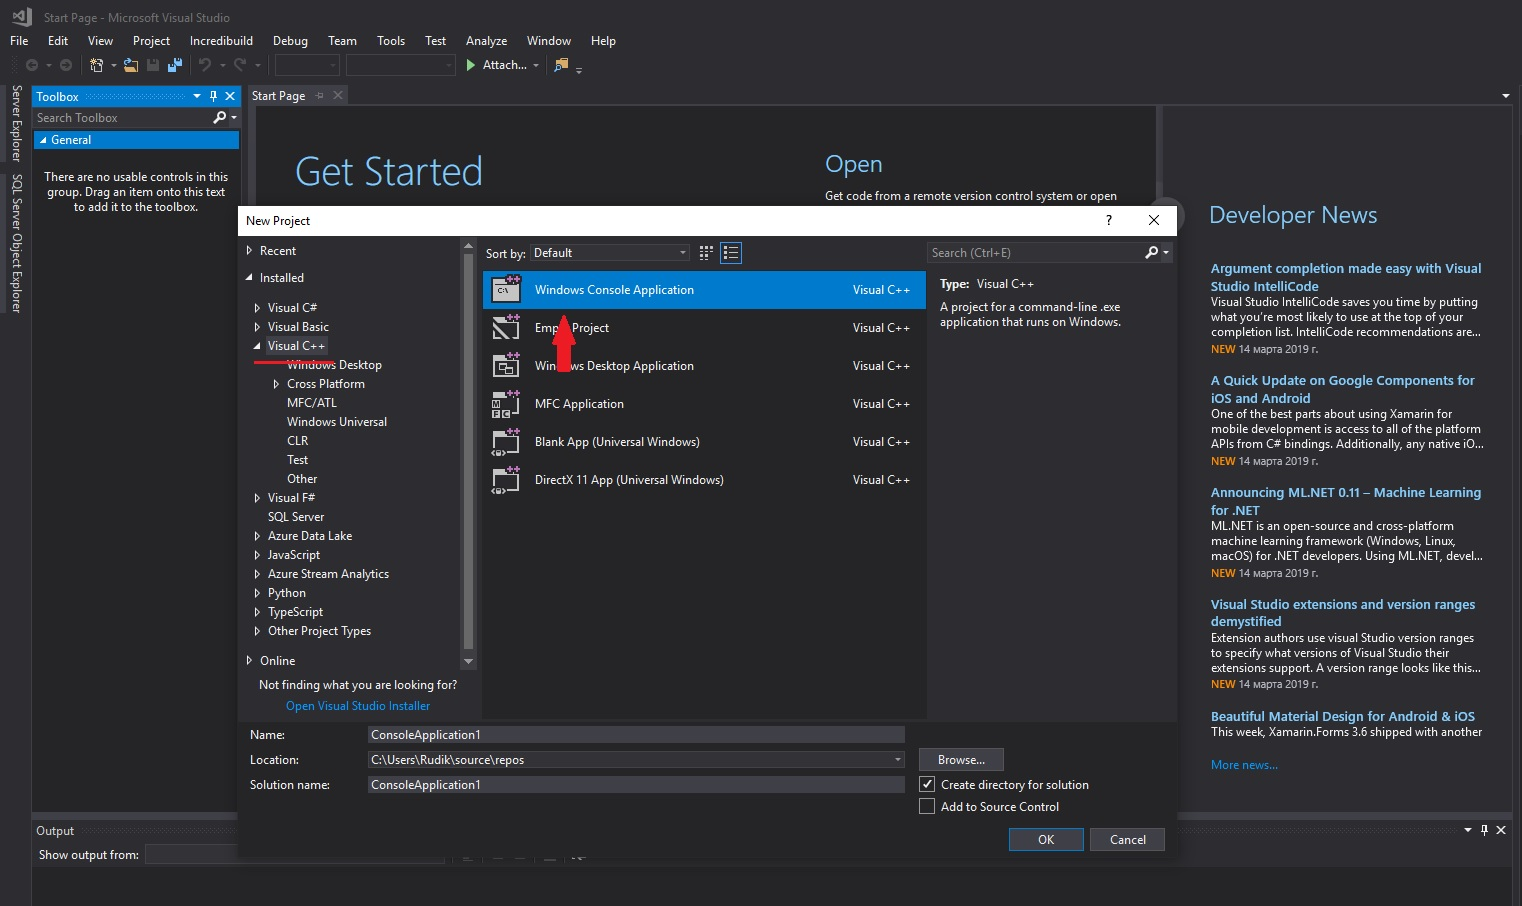 Start Page - Microsoft Visual Studio
File Edit View Project Incredibuild Debug Team Tools Test Analyze Window Help
Attach...
Server Explorer
SQL Server Object Explorer
Toolbox
Search Toolbox
General
There are no usable controls in this
group. Drag an item onto this text
to add it to the toolbox.
Start Page
Get Started
Open
Get code from a remote version control system or open
New Project
?
Recent
Installed
Visual C#
Visual Basic
Visual C++
Windows Desktop
Cross Platform
MFC/ATL
Windows Universal
CLR
Test
Other
Visual F#
SQL Server
Azure Data Lake
JavaScript
Azure Stream Analytics
Python
TypeScript
Other Project Types
Online
Not finding what you are looking for?
Open Visual Studio Installer
Sort by: Default
Search (Ctrl+E)
Windows Console Application Visual C++
Project Visual C++
Desktop Application Visual C++
MFC Application Visual C++
Blank App (Universal Windows) Visual C++
DirectX 11 App (Universal Windows) Visual C++
Type: Visual C++
A project for a command-line .exe
application that runs on Windows.
Name: ConsoleApplication1
Location: C:\Users\Rudik\source\repos
Browse...
Solution name: ConsoleApplication1
Create directory for solution
Add to Source Control
OK Cancel
Developer News
Argument completion made easy with Visual
Studio IntelliCode
Visual Studio IntelliCode saves you time by putting
what you're most likely to use at the top of your
completion list. IntelliCode recommendations are...
NEW 14 марта 2019 г.
A Quick Update on Google Components for
iOS and Android
One of the best parts about using Xamarin for
mobile development is access to all of the platform
APIs from C# bindings. Additionally, any native iO...
NEW 14 марта 2019 г.
Announcing ML.NET 0.11 – Machine Learning
for .NET
ML.NET is an open-source and cross-platform
machine learning framework (Windows, Linux,
macOS) for .NET developers. Using ML.NET, devel...
NEW 14 марта 2019 г.
Visual Studio extensions and version ranges
demystified
Extension authors use visual Studio version ranges
to specify what versions of Visual Studio their
extensions support. A version range looks like this...
NEW 14 марта 2019 г.
Beautiful Material Design for Android & iOS
This week, Xamarin.Forms 3.6 shipped with another
More news...
Output
Show output from: